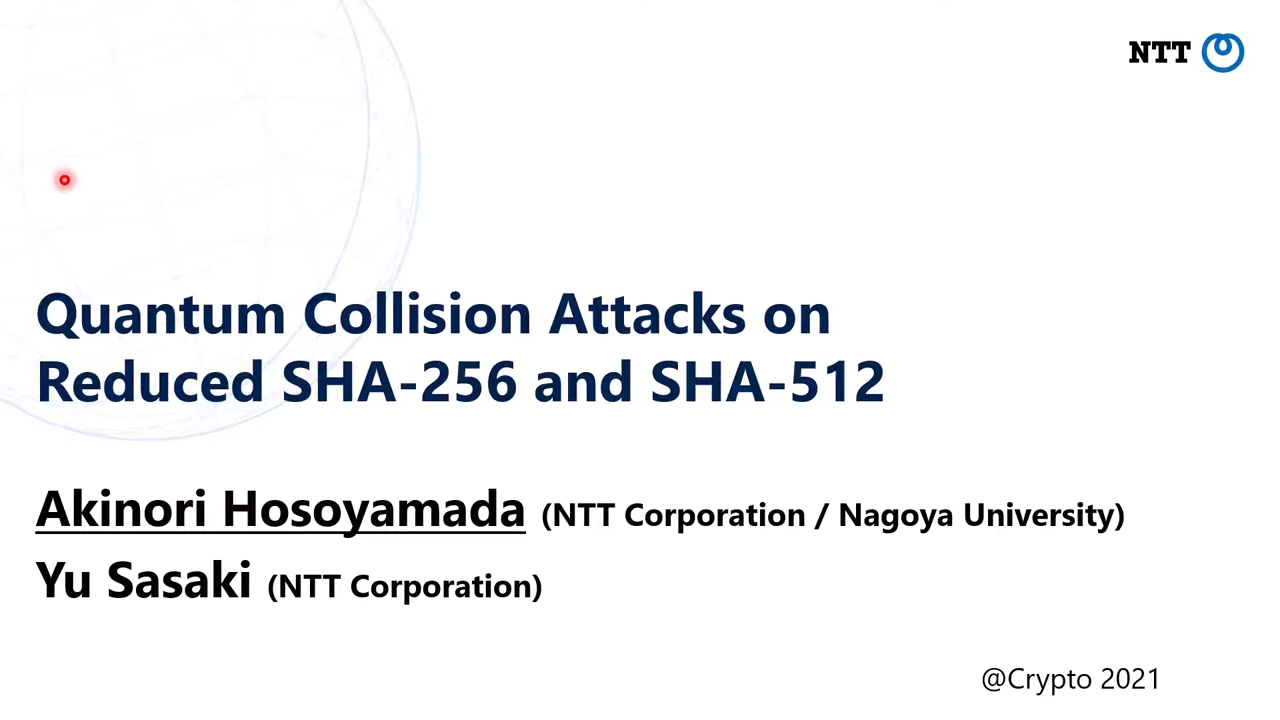 NTT
Quantum Collision Attacks on
Reduced SHA-256 and SHA-512
Akinori Hosoyamada (NTT Corporation / Nagoya University)
Yu Sasaki (NTT Corporation)
@Crypto 2021